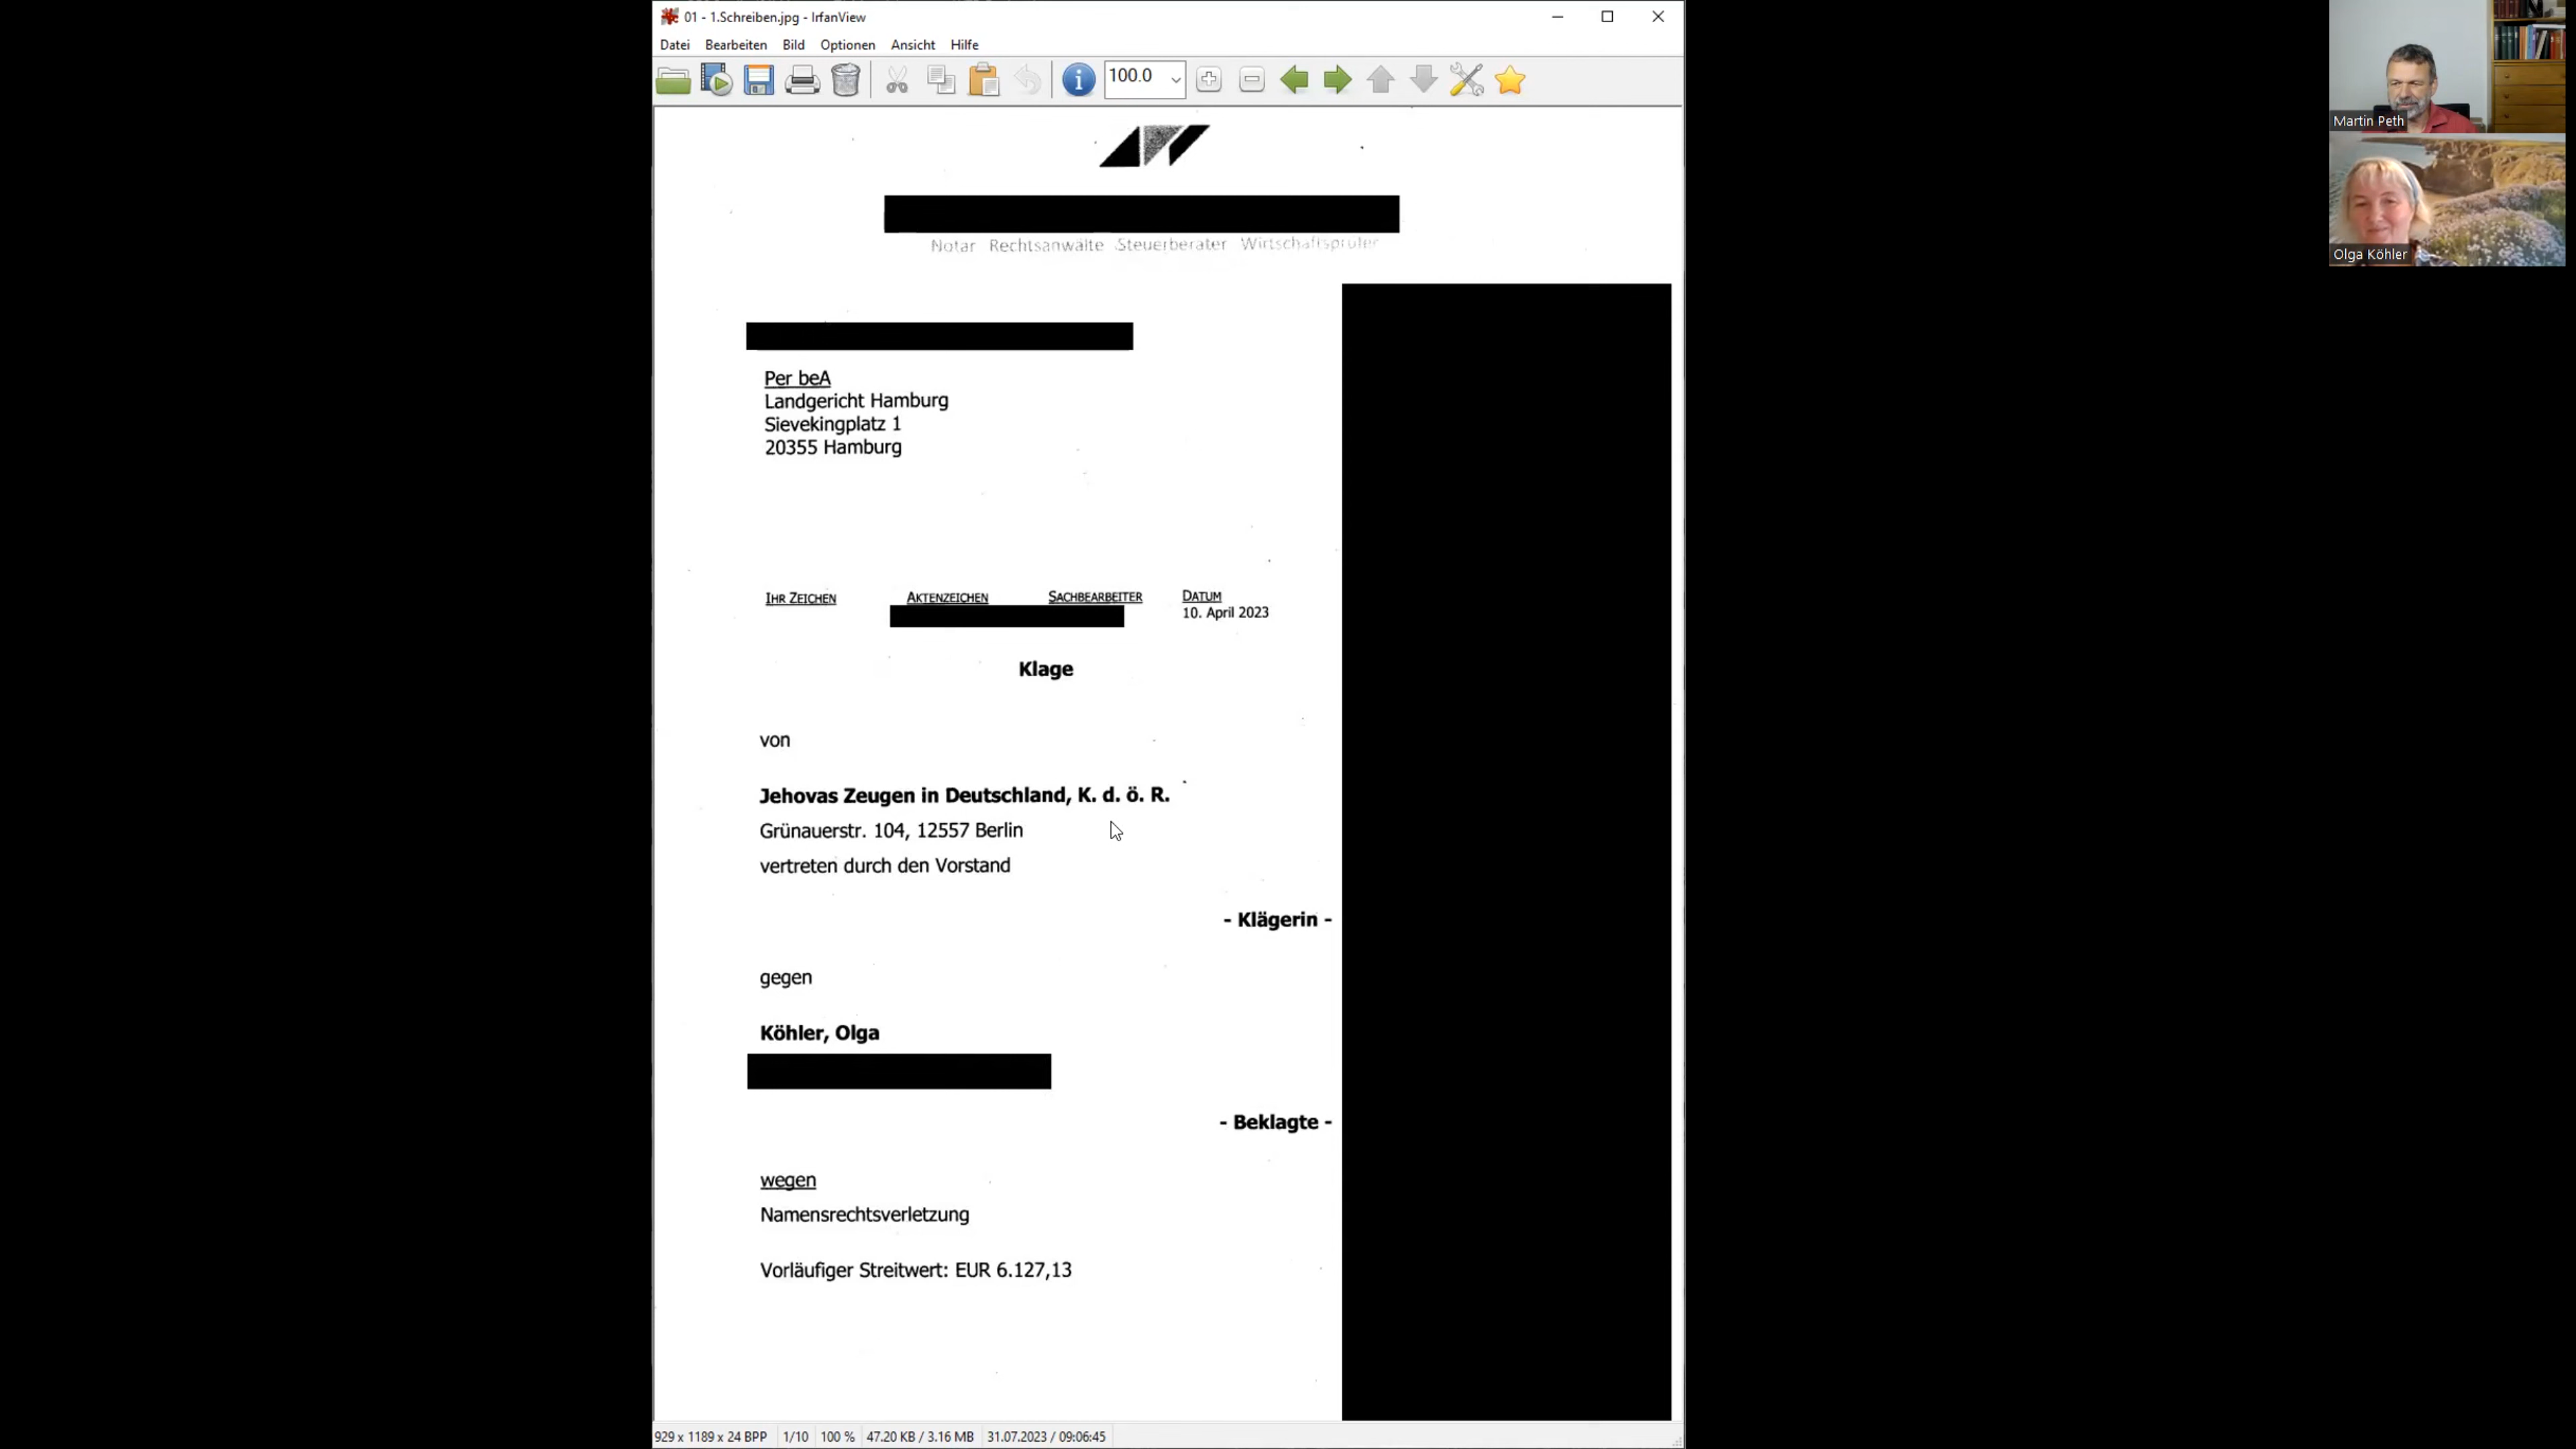 01 - 1.Schreiben.jpg - IrfanView
Datei Bearbeiten Bild Optionen Ansicht Hilfe
100.0
Notar Rechtsanwälte Steuerberater Wirtschaftsprüfer
Per beA
Landgericht Hamburg
Sievekingplatz 1
20355 Hamburg
IHR ZEICHEN AKTENZEICHEN SACHBEARBEITER DATUM
10. April 2023
Klage
von
Jehovas Zeugen in Deutschland, K. d. ö. R.
Grünauerstr. 104, 12557 Berlin
vertreten durch den Vorstand
- Klägerin -
gegen
Köhler, Olga
- Beklagte -
wegen
Namensrechtsverletzung
Vorläufiger Streitwert: EUR 6.127,13
929 x 1189 x 24 BPP 1/10 100 % 47.20 KB / 3.16 MB 31.07.2023 / 09:06:45
Martin Peth
Olga Köhler